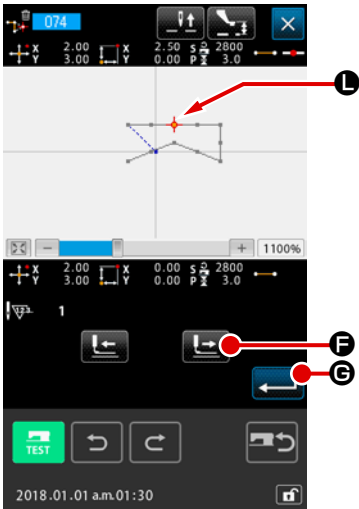 074
X 2.00 X 2.50 S 2800
Y 3.00 Y 0.00 P 3.0
L
− + 1100%
X 2.00 X 0.00 S 2800
Y 3.00 Y 0.00 P 3.0
123 1
F
G
TEST
2018.01.01 a.m.01:30